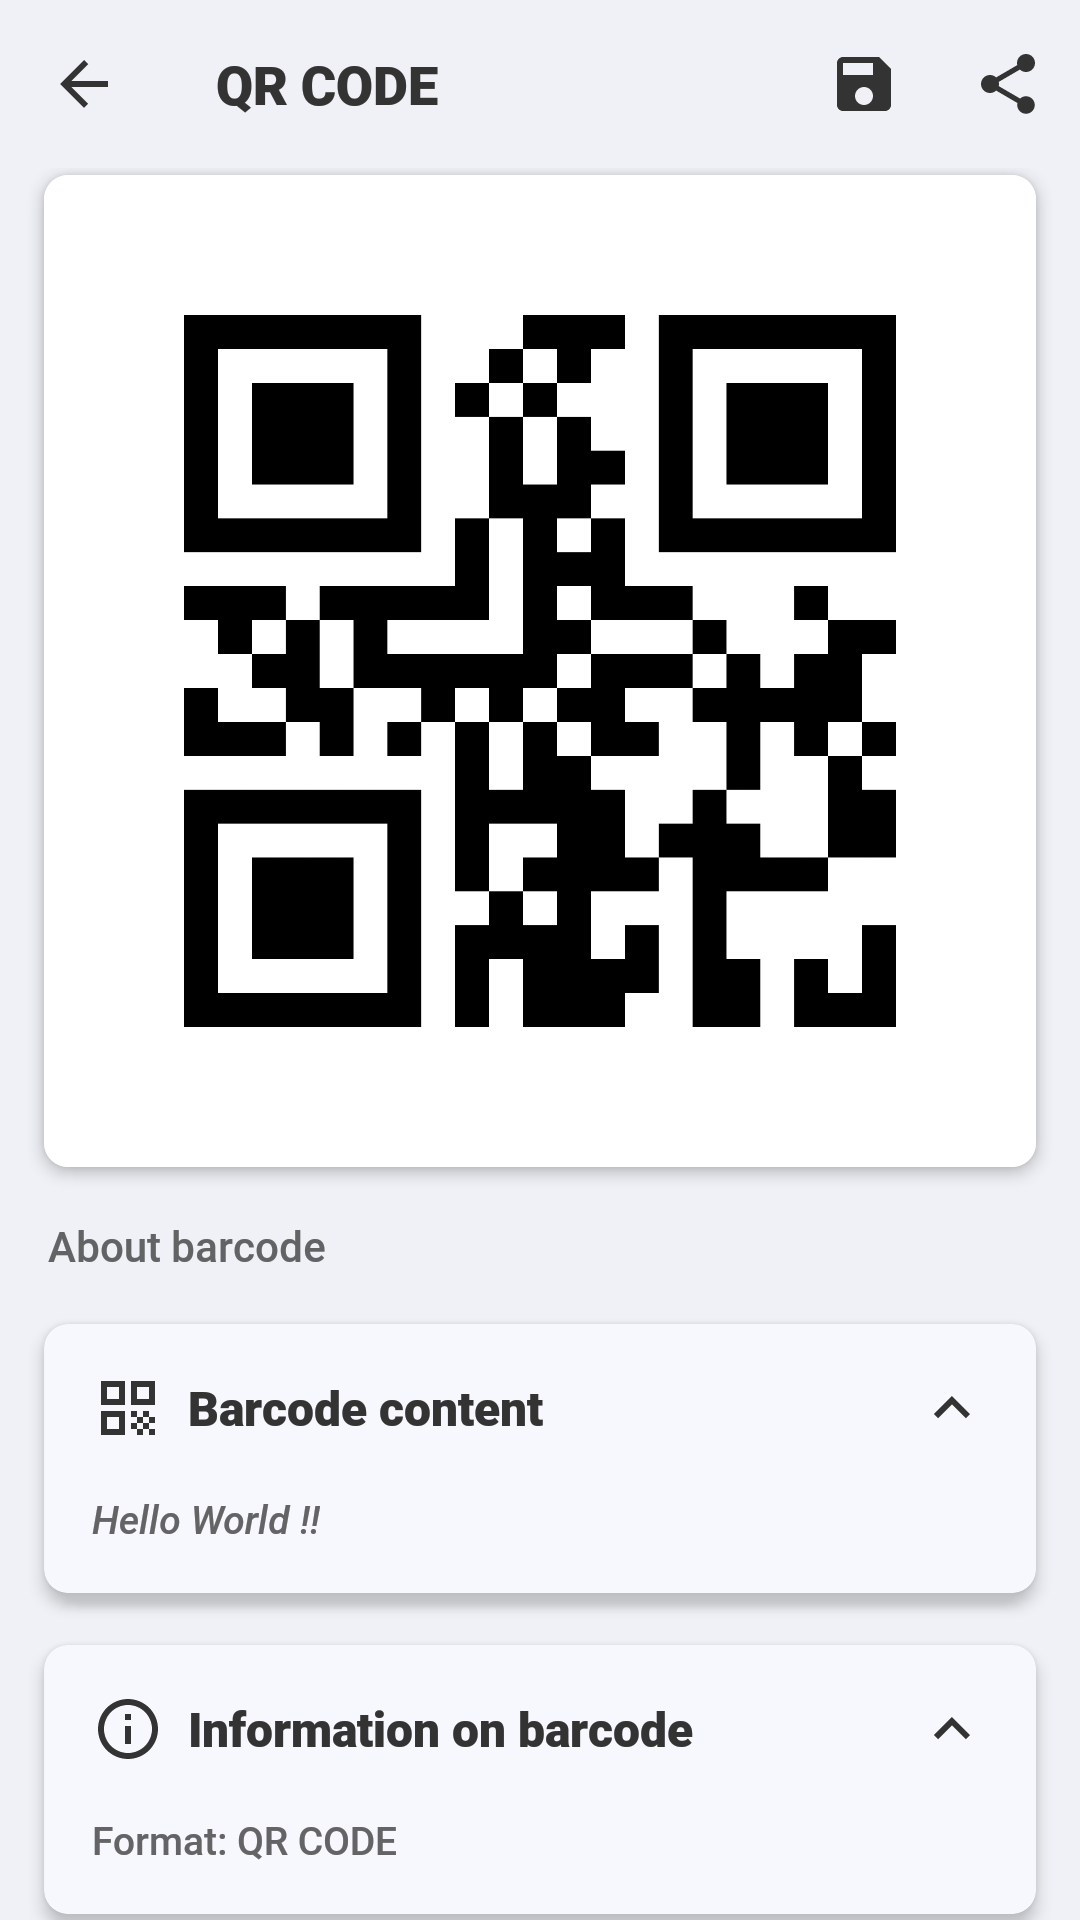 QR CODE
About barcode
Barcode content
Hello World !!
Information on barcode
Format: QR CODE